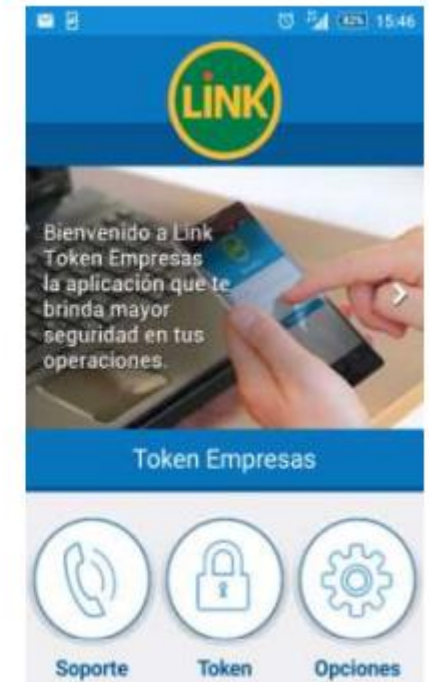 82% 15:46
LINK
Bienvenido a Link
Token Empresas
la aplicación que te
brinda mayor
seguridad en tus
operaciones.
Token Empresas
Soporte Token Opciones